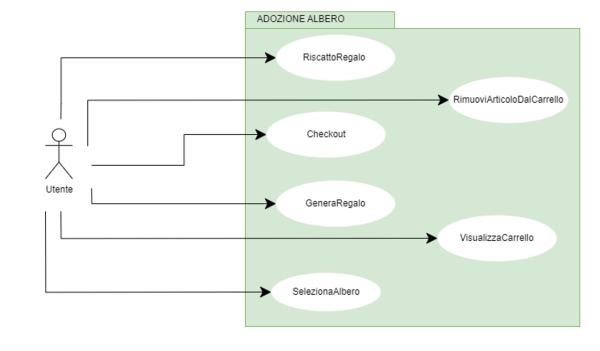 ADOZIONE ALBERO
RiscattoRegalo
RimuoviArticoloDalCarrello
Checkout
Utente
GeneraRegalo
VisualizzaCarrello
SelezionaAlbero